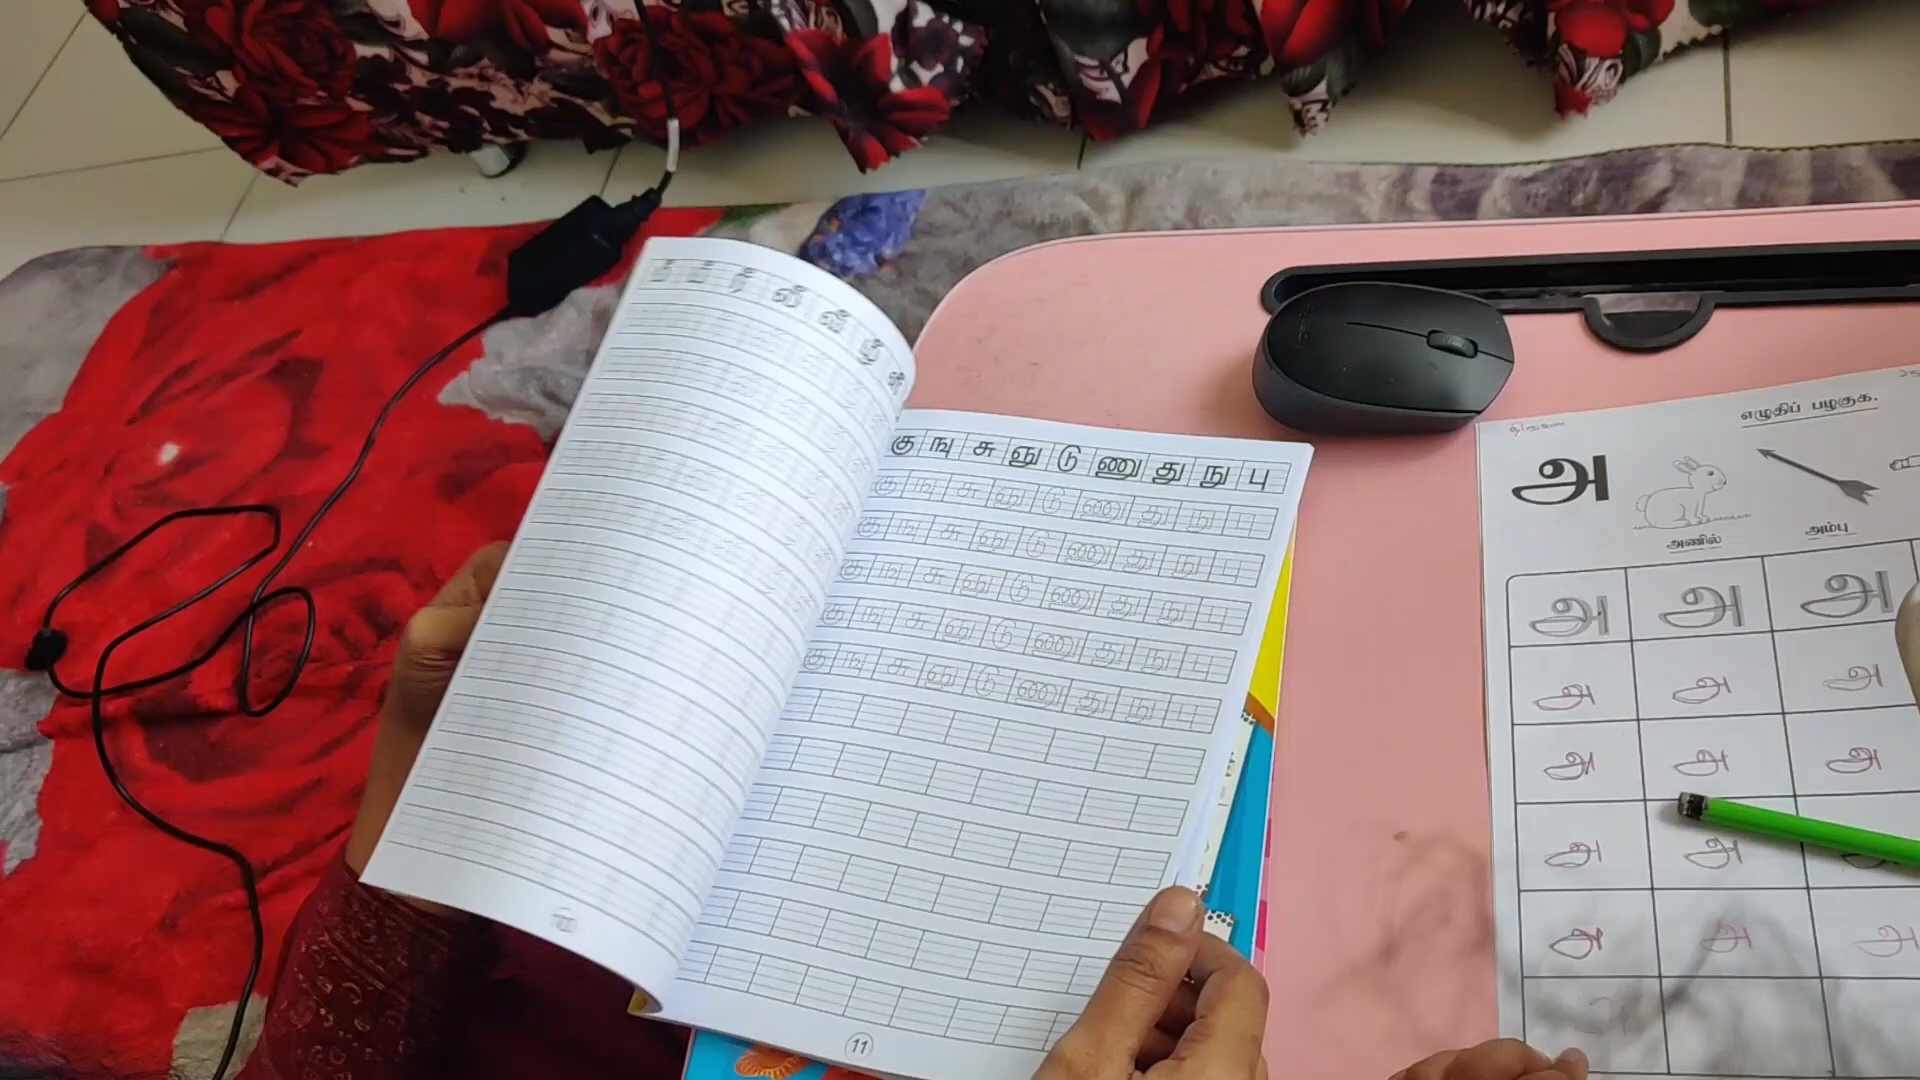 கு ஙு சு ஞு டு ணு து நு பு
கு ஙு சு ஞு டு ணு து நு பு
கு ஙு சு ஞு டு ணு து நு பு
கு ஙு சு ஞு டு ணு து நு பு
கு ஙு சு ஞு டு ணு து நு பு
கு ஙு சு ஞு டு ணு து நு பு
11
எழுதிப் பழகுக.
அ
அணில் அம்பு
அ அ அ
அ அ அ
அ அ அ
அ அ
அ அ அ